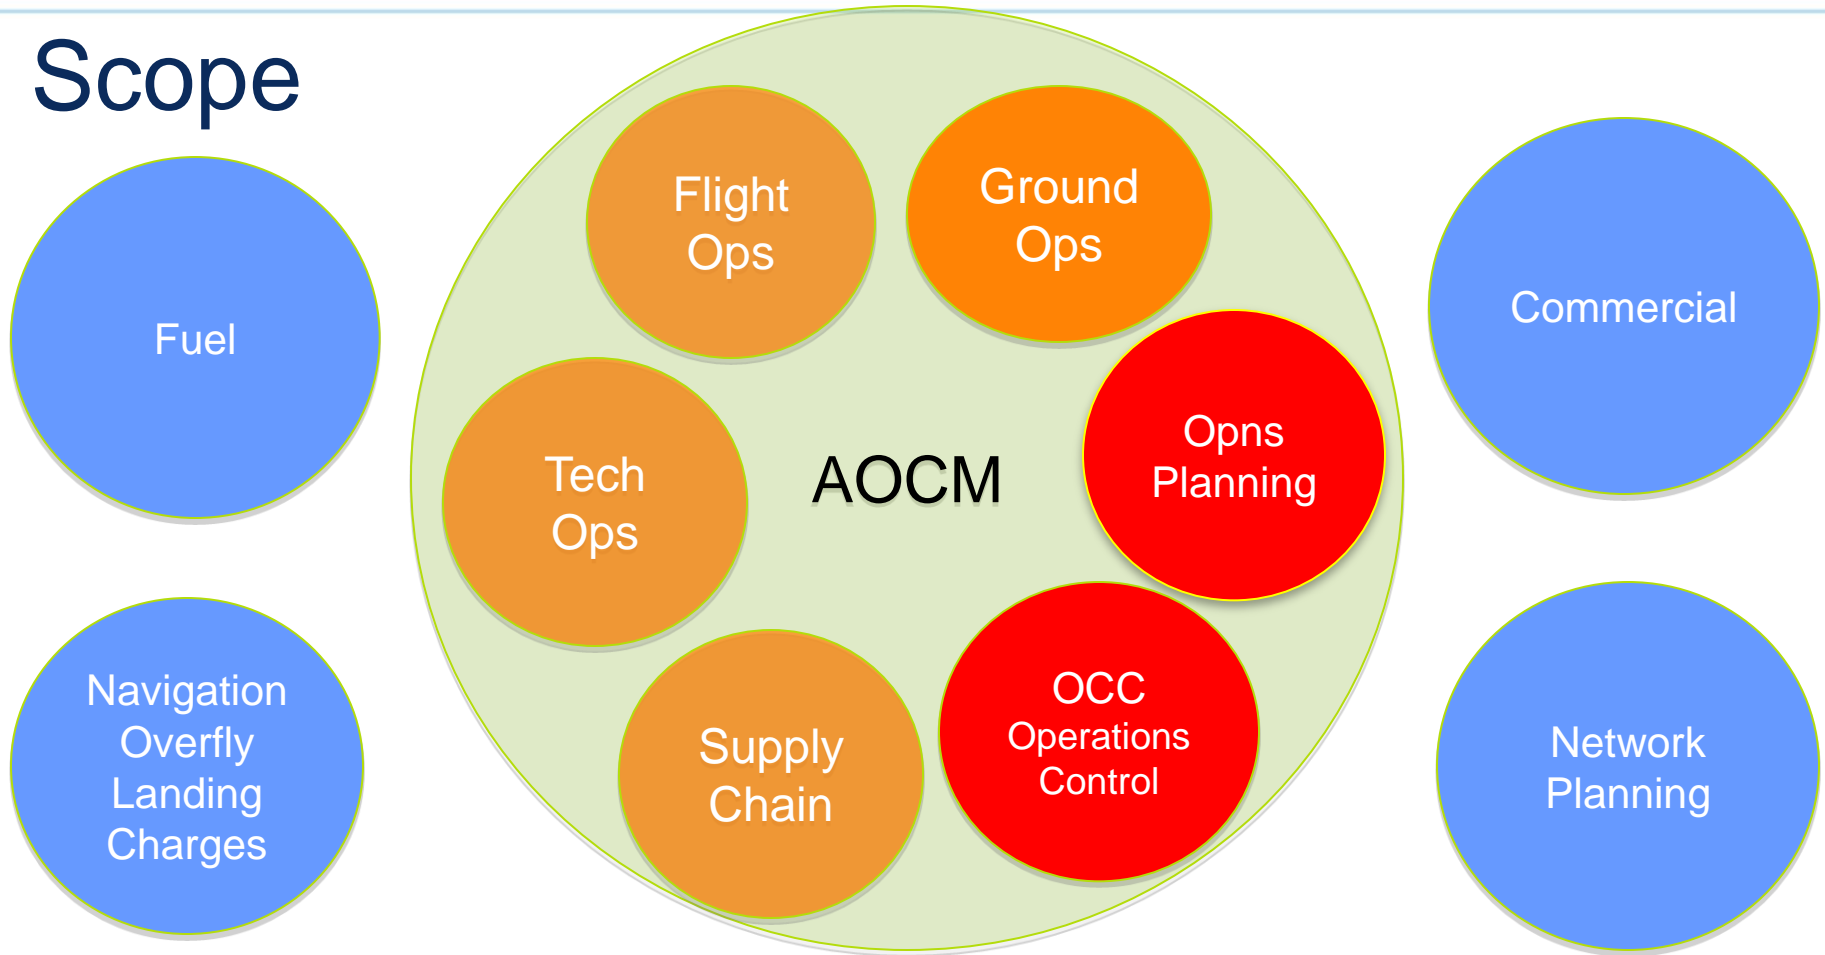 Scope
Fuel
Navigation
Overfly
Landing
Charges
Flight
Ops
Ground
Ops
Tech
Ops
AOCM
Opns
Planning
Supply
Chain
OCC
Operations
Control
Commercial
Network
Planning